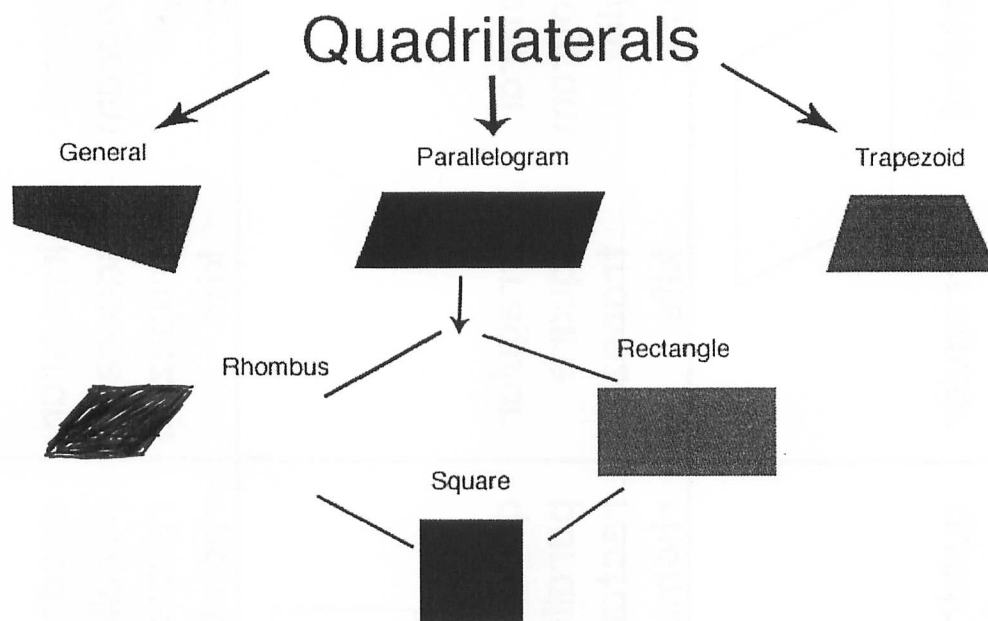 Quadrilaterals
General
Parallelogram
Trapezoid
Rhombus
Rectangle
Square